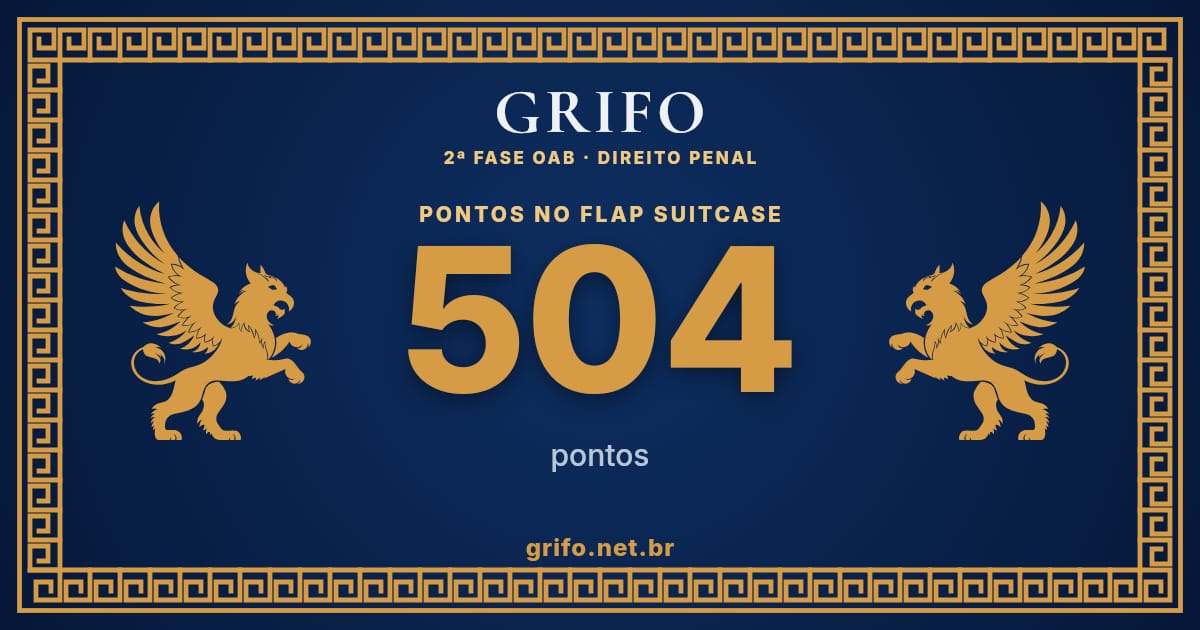 GRIFO
2ª FASE OAB · DIREITO PENAL
PONTOS NO FLAP SUITCASE
504
pontos
grifo.net.br